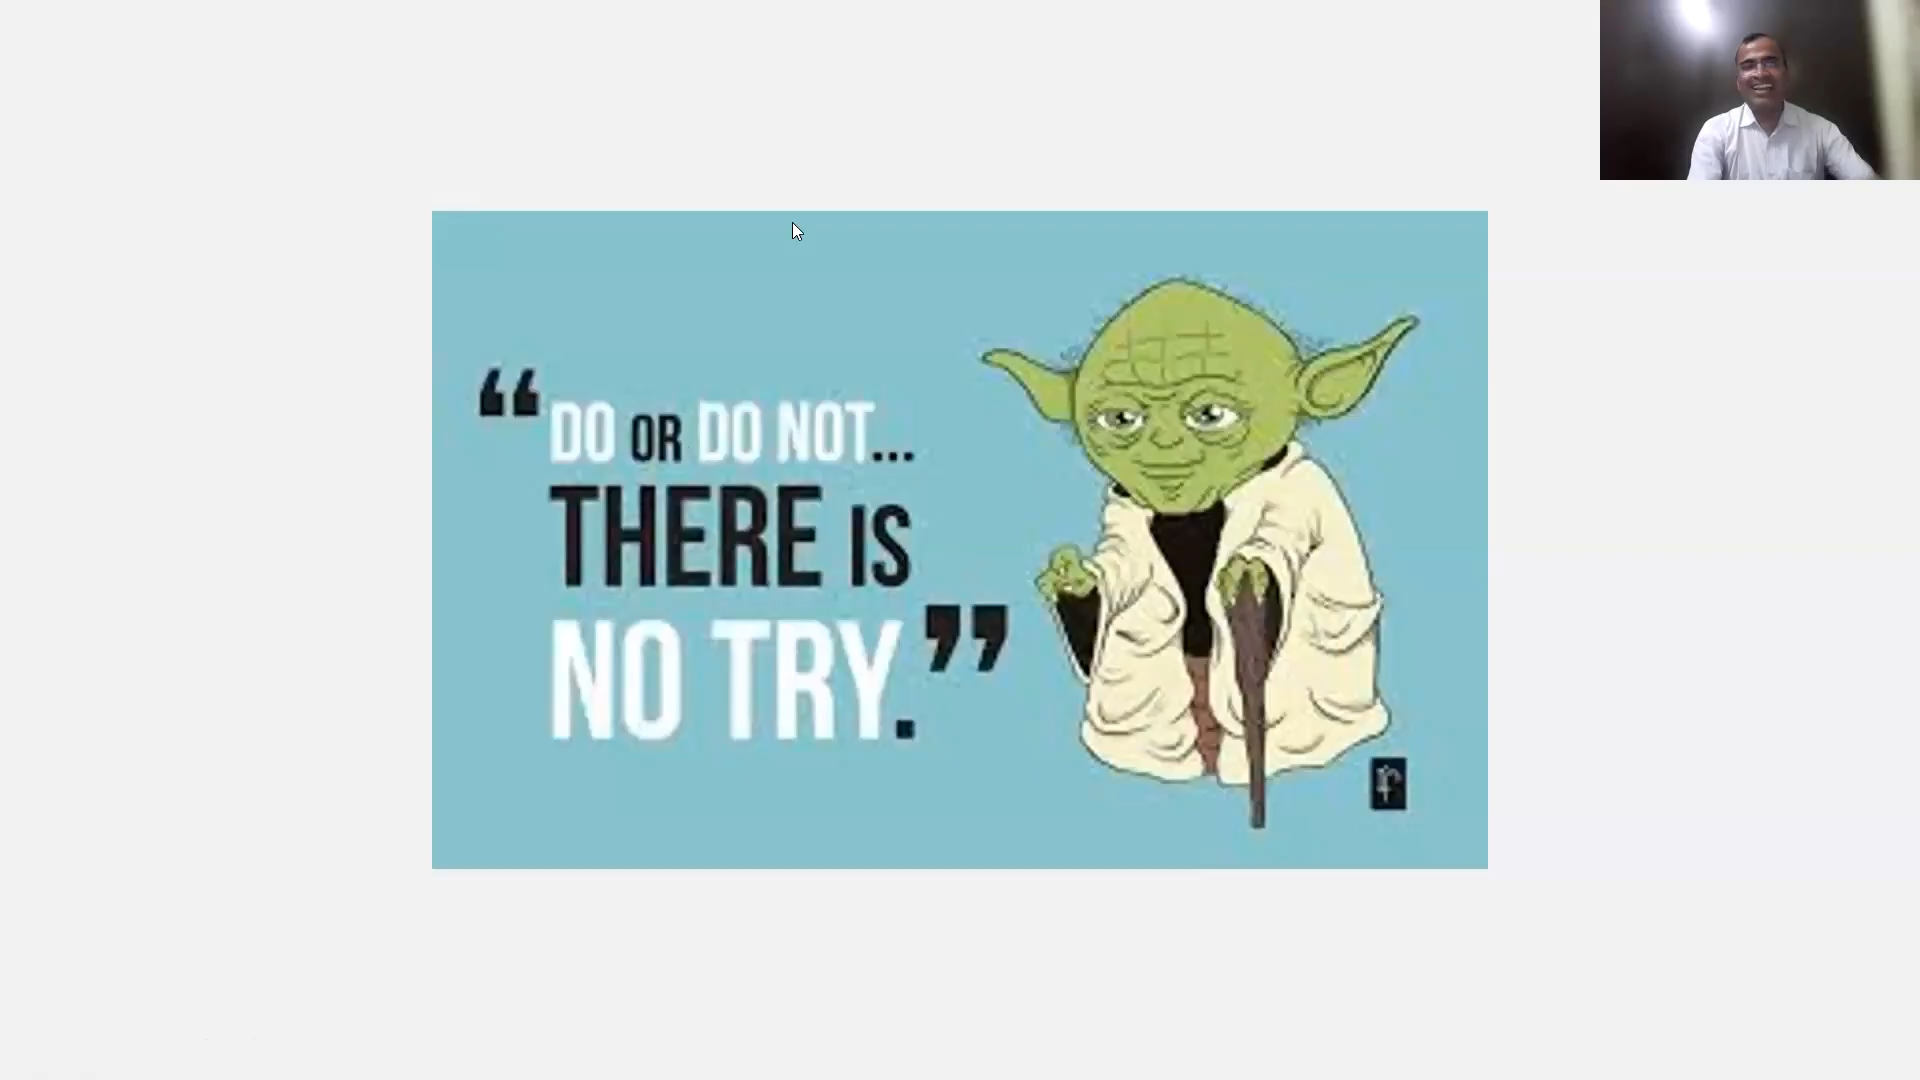 “DO OR DO NOT...
THERE IS
NO TRY.”